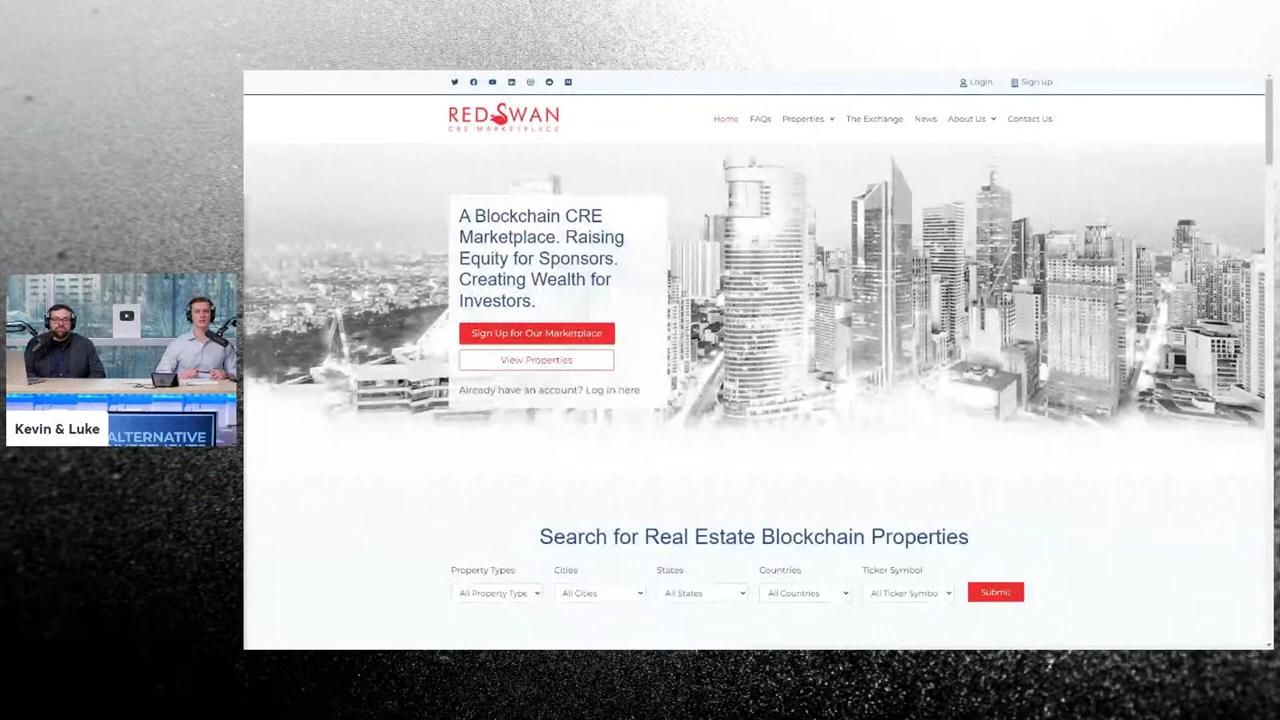 Login
Sign up
RED SWAN
CRE MARKETPLACE
Home
FAQs
Properties
The Exchange
News
About Us
Contact Us
A Blockchain CRE
Marketplace. Raising
Equity for Sponsors.
Creating Wealth for
Investors.
Sign Up for Our Marketplace
View Properties
Already have an account? Log in here
Kevin & Luke
ALTERNATIVE
Search for Real Estate Blockchain Properties
Property Types
Cities
States
Countries
Ticker Symbol
All Property Type
All Cities
All States
All Countries
All Ticker Symbo
Submit